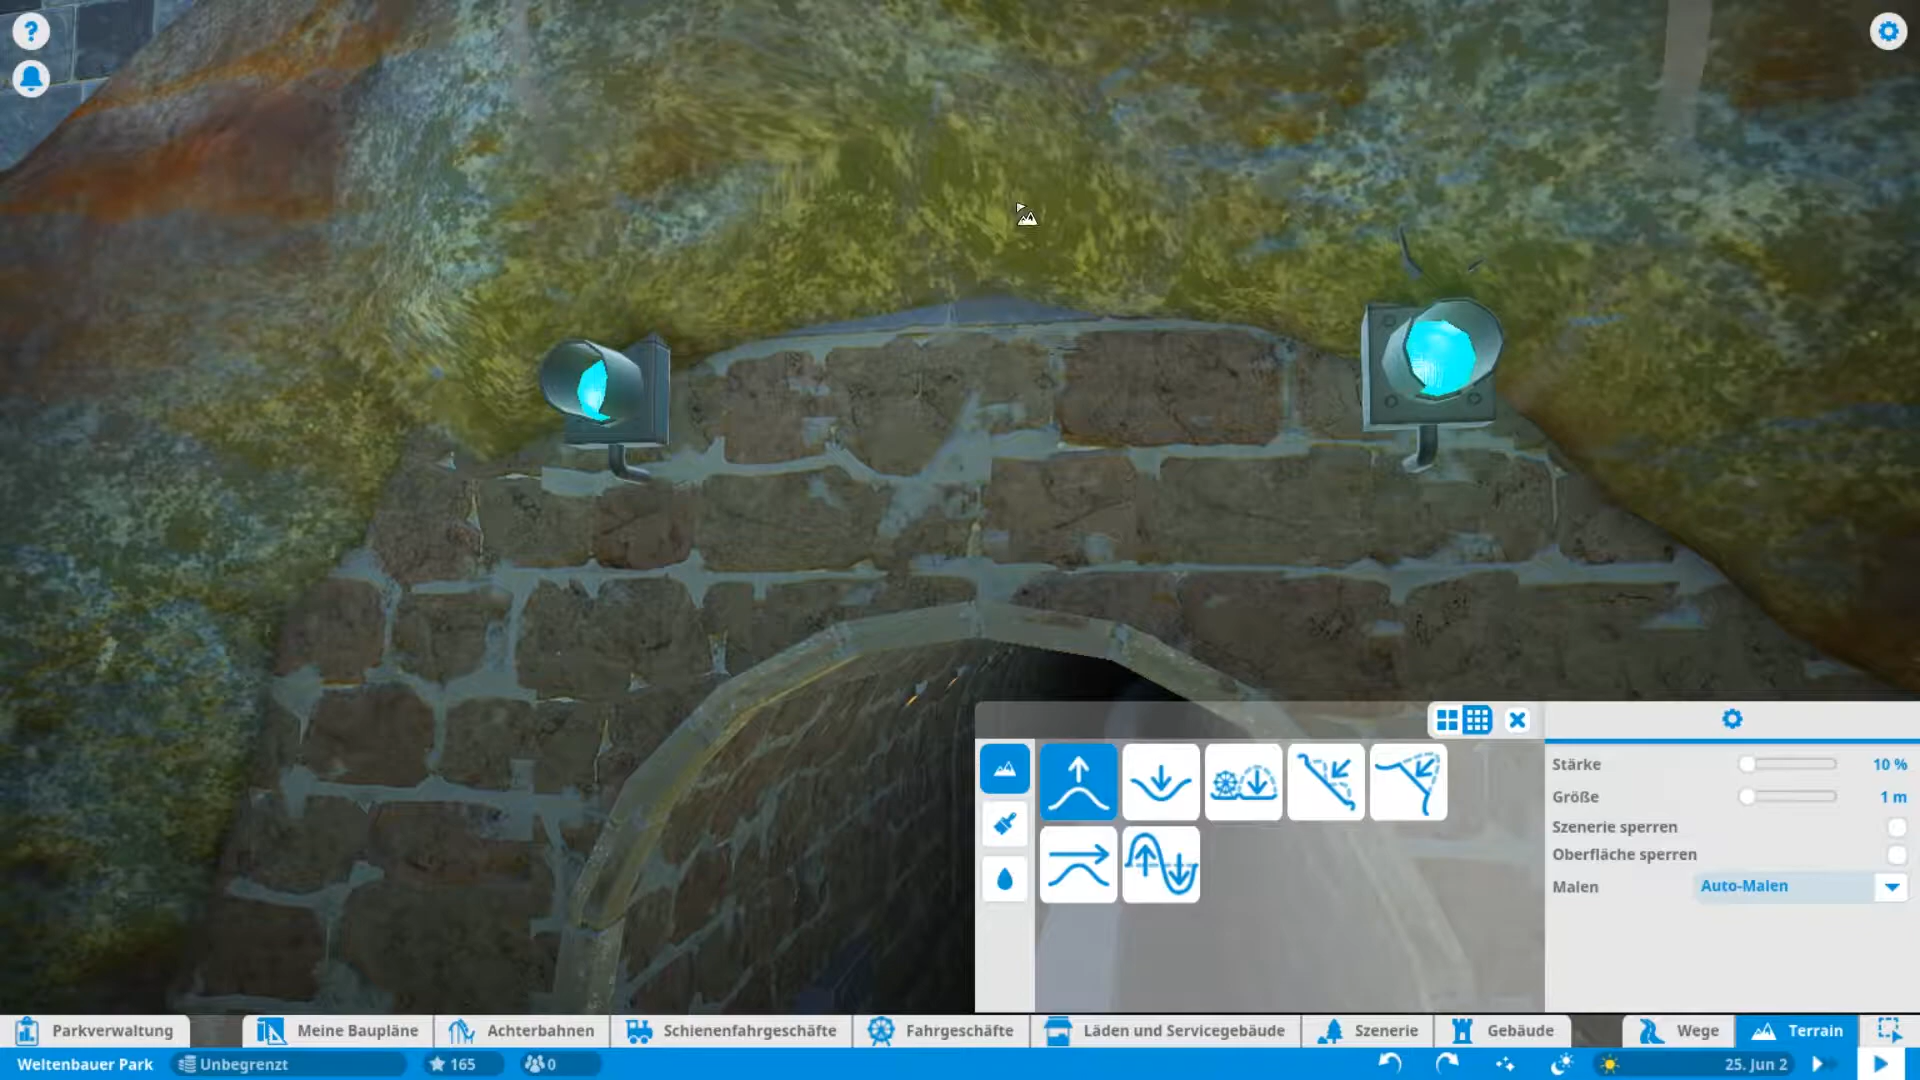 ?
Stärke 10 %
Größe 1 m
Szenerie sperren
Oberfläche sperren
Malen Auto-Malen
Parkverwaltung Meine Baupläne Achterbahnen Schienenfahrgeschäfte Fahrgeschäfte Läden und Servicegebäude Szenerie Gebäude Wege Terrain
Weltenbauer Park Unbegrenzt 165 0 25. Jun 2